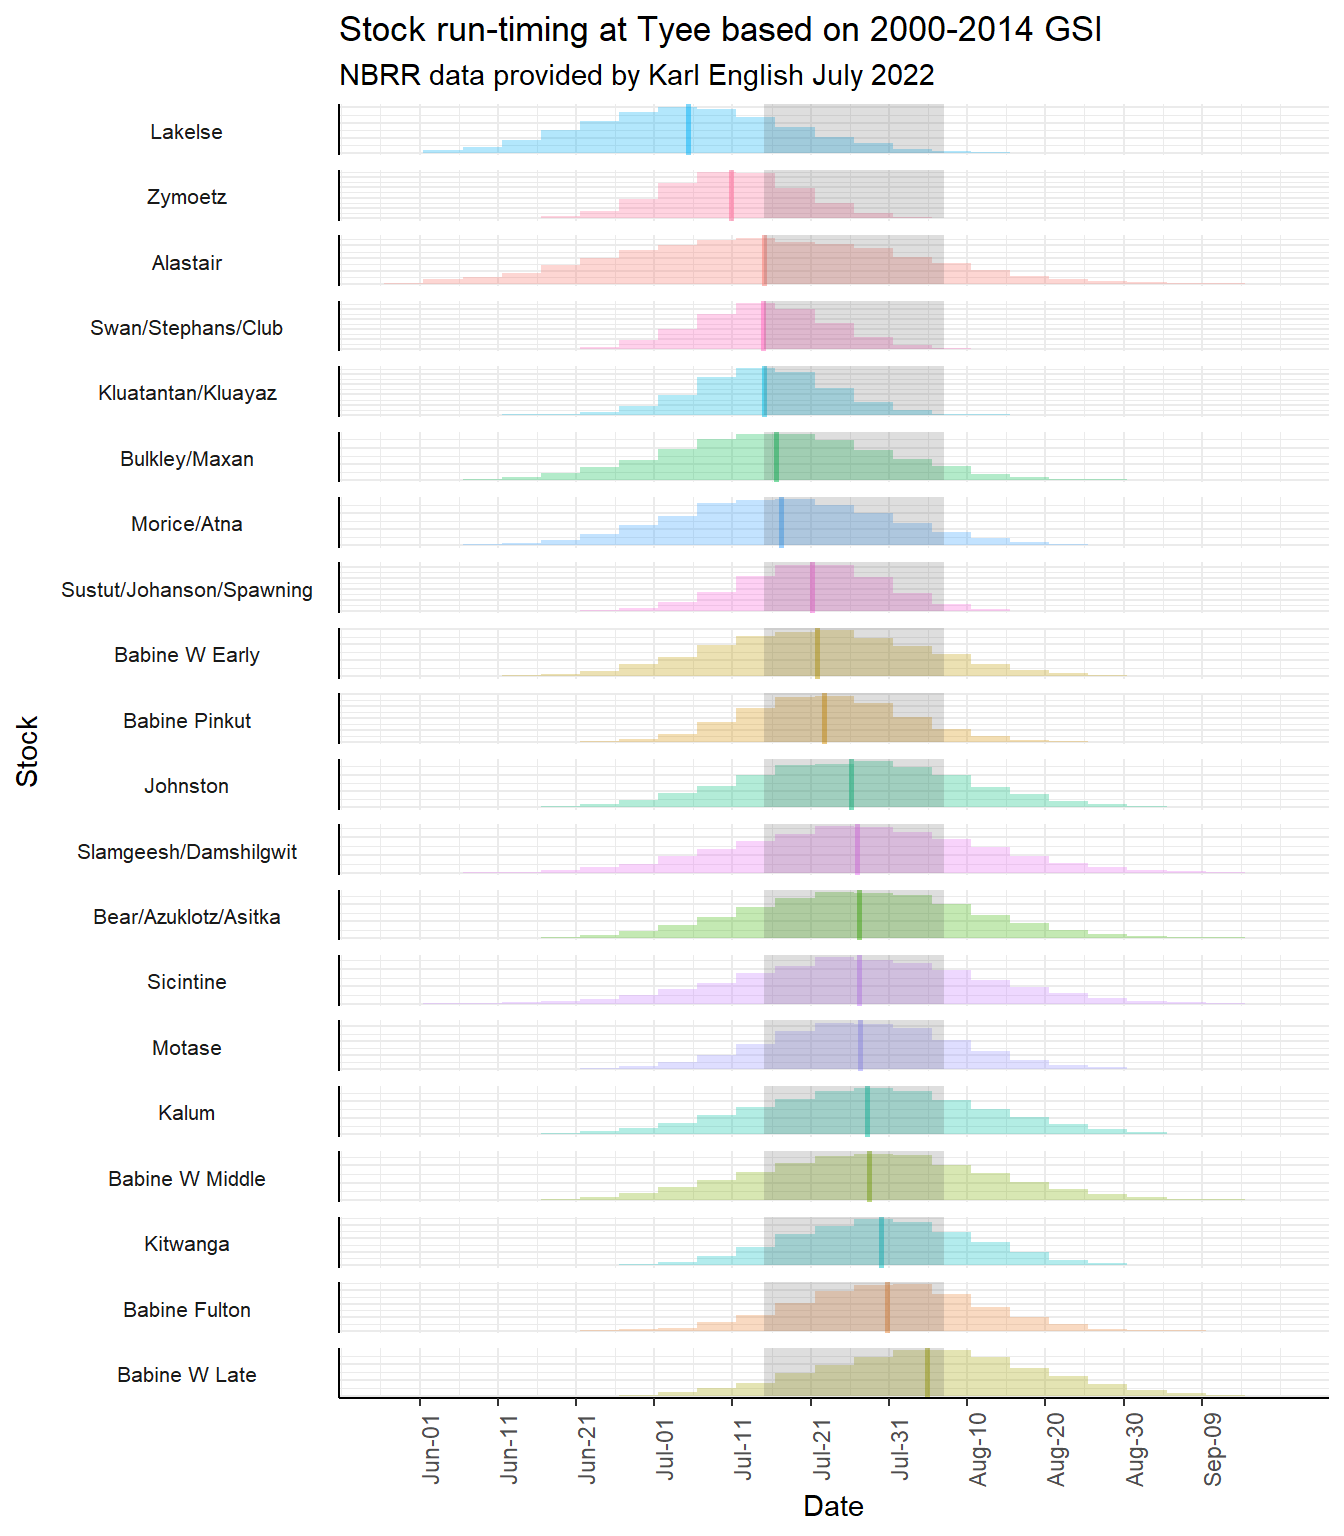 Stock run-timing at Tyee based on 2000-2014 GSI
NBRR data provided by Karl English July 2022
Lakelse
Zymoetz
Alastair
Swan/Stephans/Club
Kluatantan/Kluayaz
Bulkley/Maxan
Morice/Atna
Sustut/Johanson/Spawning
Babine W Early
Babine Pinkut
Johnston
Slamgeesh/Damshilgwit
Bear/Azuklotz/Asitka
Sicintine
Motase
Kalum
Babine W Middle
Kitwanga
Babine Fulton
Babine W Late
Stock
Jun-01
Jun-11
Jun-21
Jul-01
Jul-11
Jul-21
Jul-31
Aug-10
Aug-20
Aug-30
Sep-09
Date